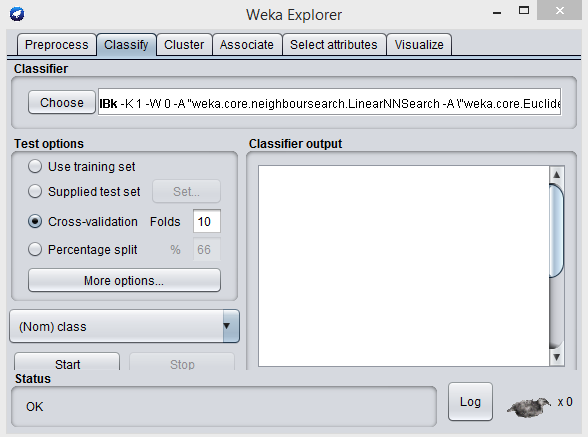 Weka Explorer
Preprocess Classify Cluster Associate Select attributes Visualize
Classifier
Choose IBk -K 1 -W 0 -A "weka.core.neighboursearch.LinearNNSearch -A \"weka.core.Euclide
Test options
Classifier output
Use training set
Supplied test set Set...
Cross-validation Folds 10
Percentage split % 66
More options...
(Nom) class
Start Stop
Status
OK
Log
x 0